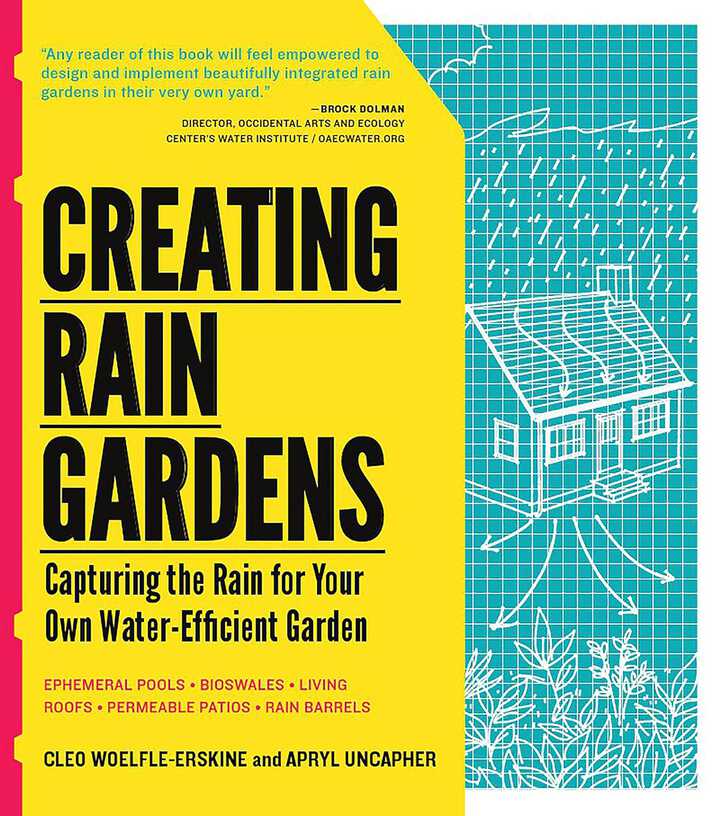 “Any reader of this book will feel empowered to
design and implement beautifully integrated rain
gardens in their very own yard.”
—BROCK DOLMAN
DIRECTOR, OCCIDENTAL ARTS AND ECOLOGY
CENTER’S WATER INSTITUTE / OAECWATER.ORG
CREATING
RAIN
GARDENS
Capturing the Rain for Your
Own Water-Efficient Garden
EPHEMERAL POOLS • BIOSWALES • LIVING
ROOFS • PERMEABLE PATIOS • RAIN BARRELS
CLEO WOELFLE-ERSKINE and APRYL UNCAPHER